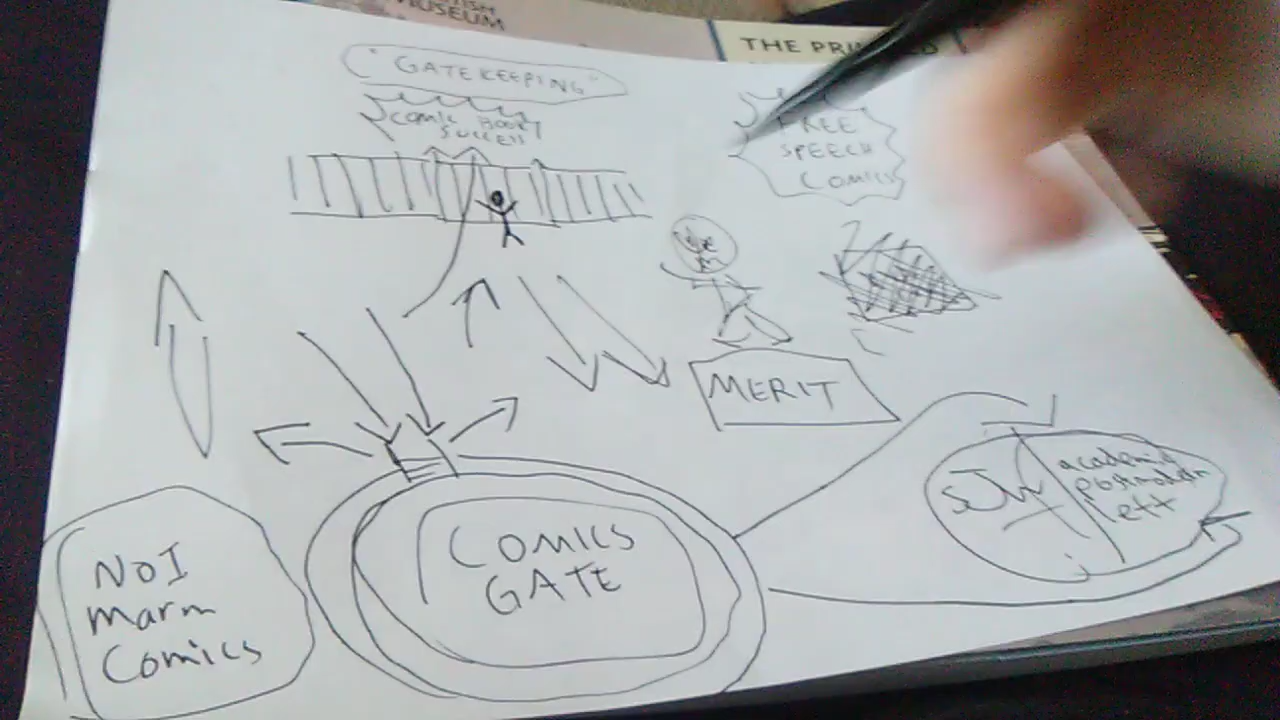 MUSEUM
THE PRI
"GATEKEEPING"
Comic BOOK
SUCCESS
FREE
SPEECH
COMICS
MERIT
academic
postmodern
left
COMICS
GATE
NOI
marm
Comics